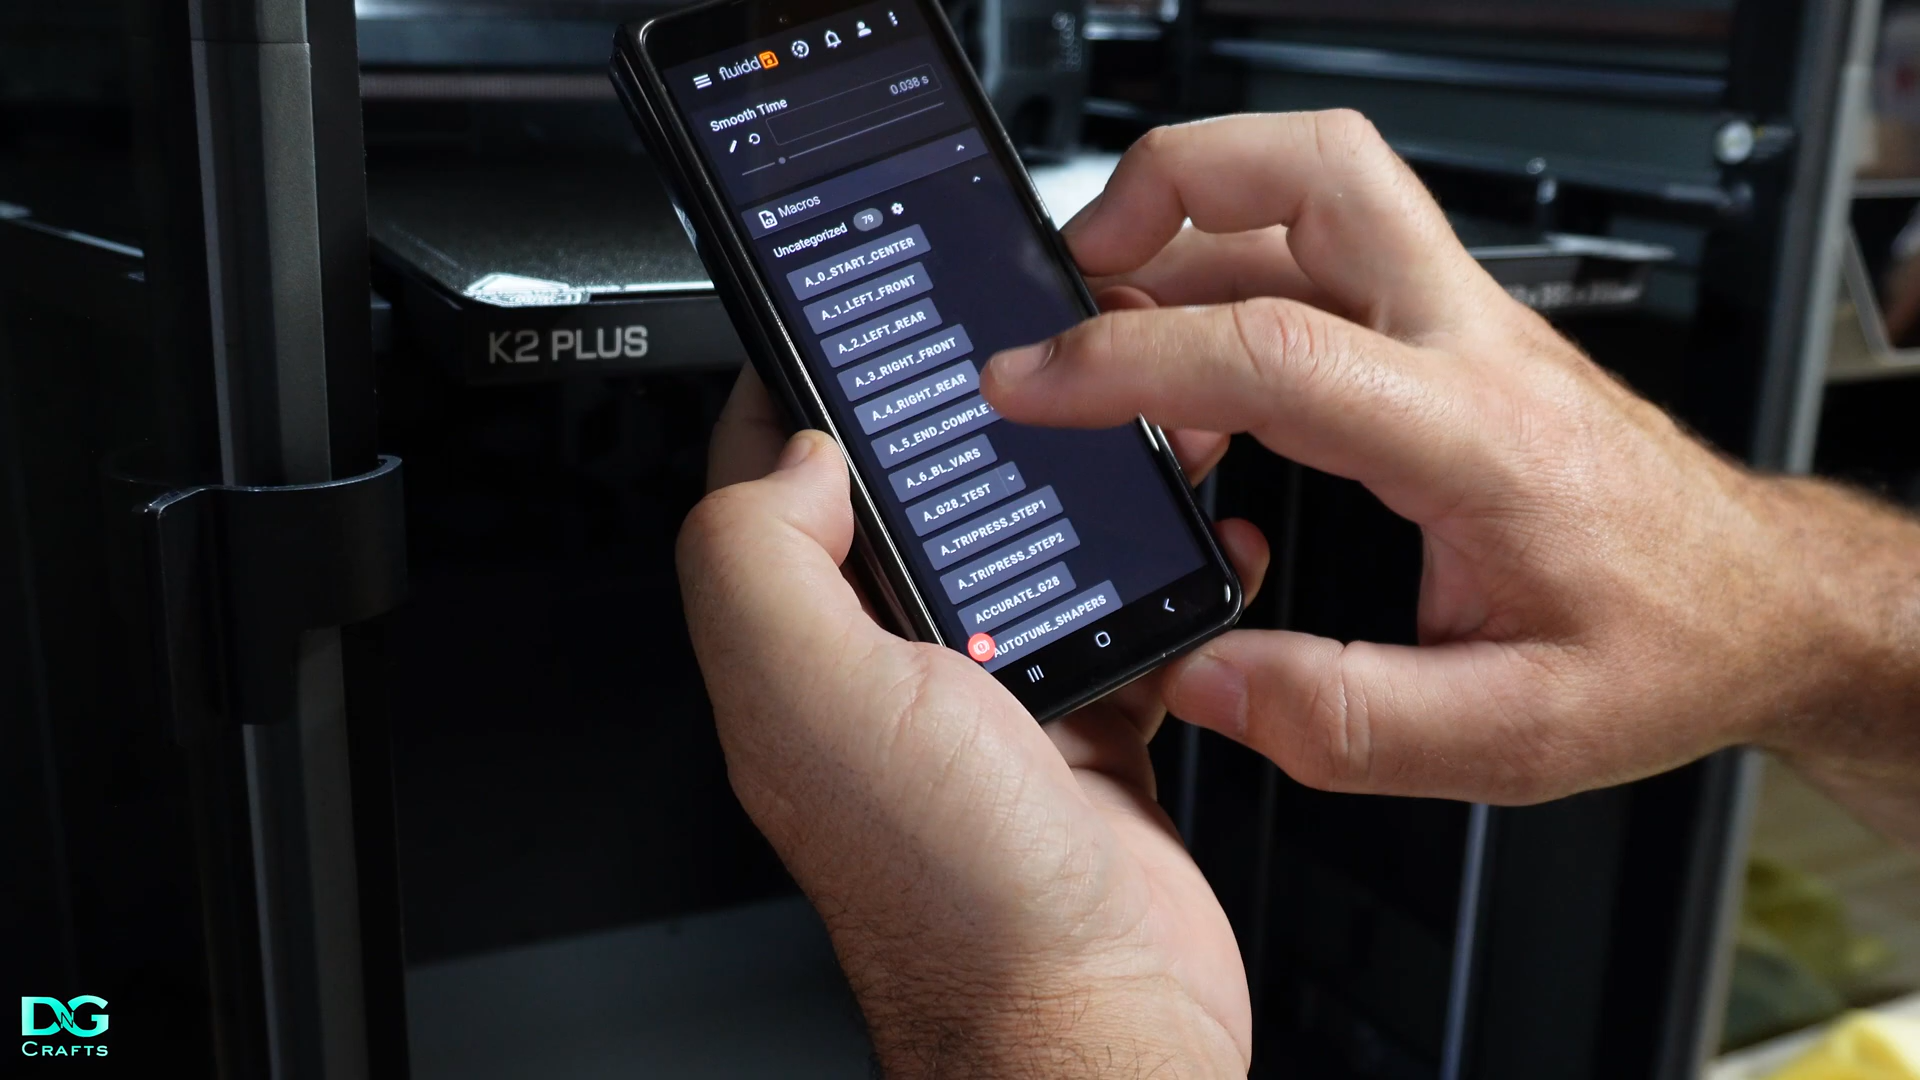 fluidd
Smooth Time
0.038 s
Macros
Uncategorized 79
A_0_START_CENTER
A_1_LEFT_FRONT
A_2_LEFT_REAR
A_3_RIGHT_FRONT
A_4_RIGHT_REAR
A_5_END_COMPLE
A_6_BL_VARS
A_G28_TEST
A_TRIPRESS_STEP1
A_TRIPRESS_STEP2
ACCURATE_G28
AUTOTUNE_SHAPERS
K2 PLUS
DNG
CRAFTS